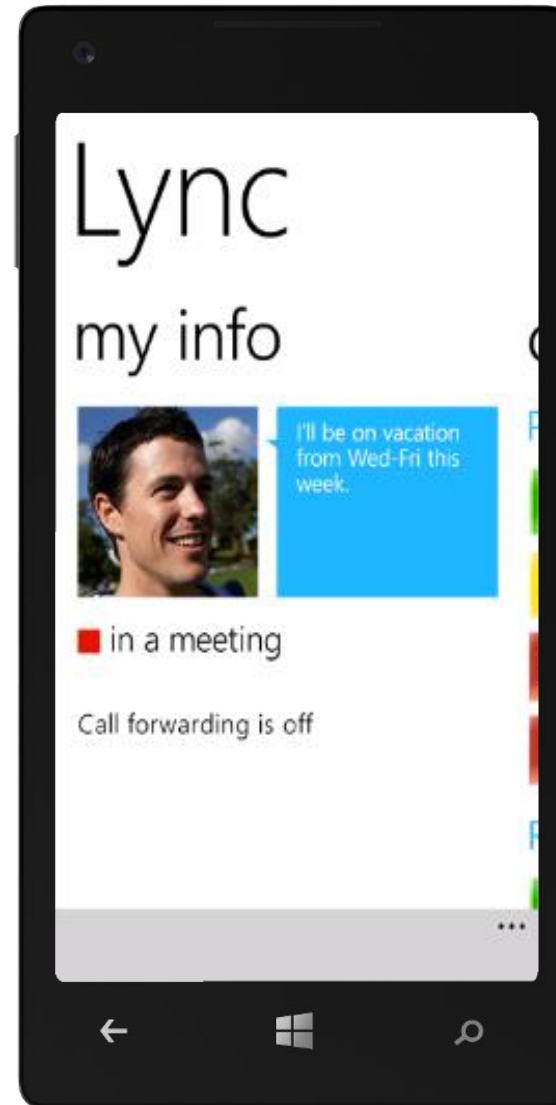 Lync
my info
I'll be on vacation
from Wed-Fri this
week.
in a meeting
Call forwarding is off